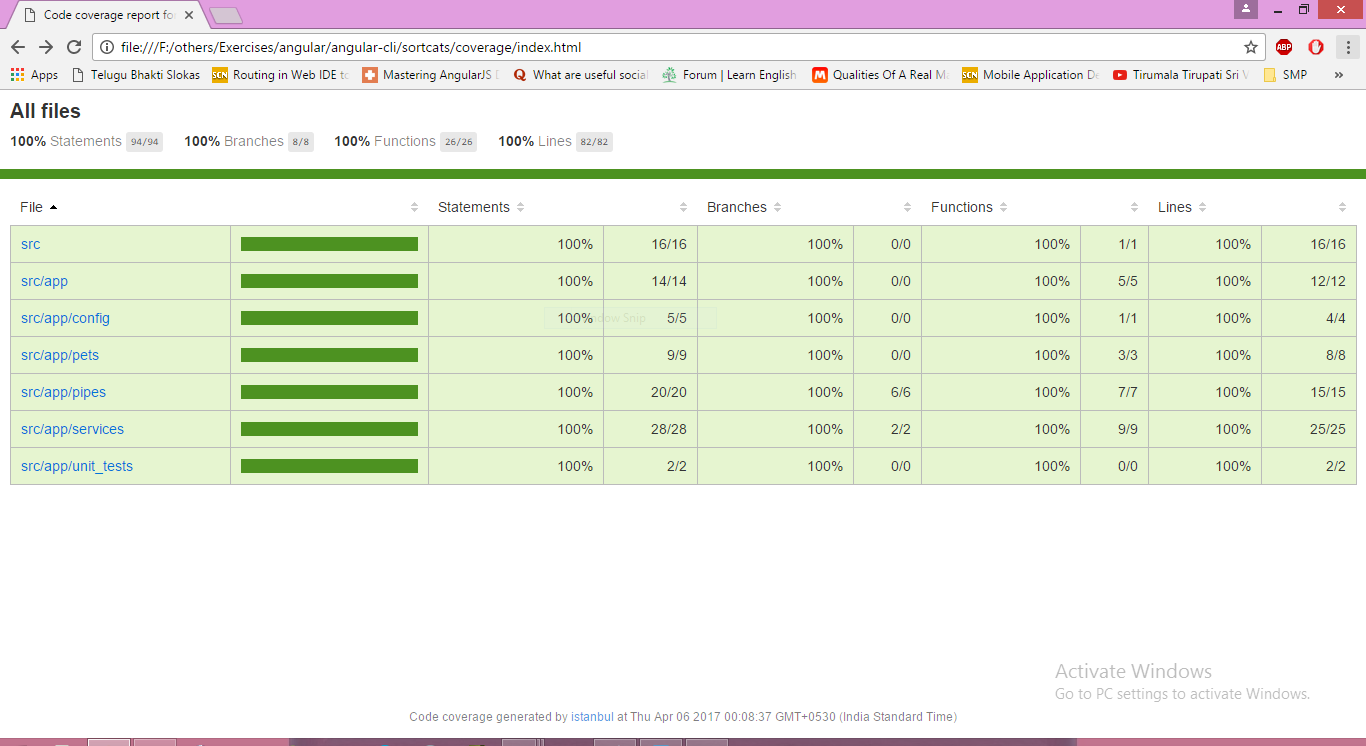 Code coverage report for
file:///F:/others/Exercises/angular/angular-cli/sortcats/coverage/index.html
ABP
Apps Telugu Bhakti Slokas SCN Routing in Web IDE to Mastering AngularJS Q What are useful social Forum | Learn English M Qualities Of A Real Ma SCN Mobile Application De Tirumala Tirupati Sri V SMP »
All files
100% Statements 94/94 100% Branches 8/8 100% Functions 26/26 100% Lines 82/82
File Statements Branches Functions Lines
src 100% 16/16 100% 0/0 100% 1/1 100% 16/16
src/app 100% 14/14 100% 0/0 100% 5/5 100% 12/12
src/app/config 100% 5/5 100% 0/0 100% 1/1 100% 4/4
src/app/pets 100% 9/9 100% 0/0 100% 3/3 100% 8/8
src/app/pipes 100% 20/20 100% 6/6 100% 7/7 100% 15/15
src/app/services 100% 28/28 100% 2/2 100% 9/9 100% 25/25
src/app/unit_tests 100% 2/2 100% 0/0 100% 0/0 100% 2/2
Activate Windows
Go to PC settings to activate Windows.
Code coverage generated by istanbul at Thu Apr 06 2017 00:08:37 GMT+0530 (India Standard Time)